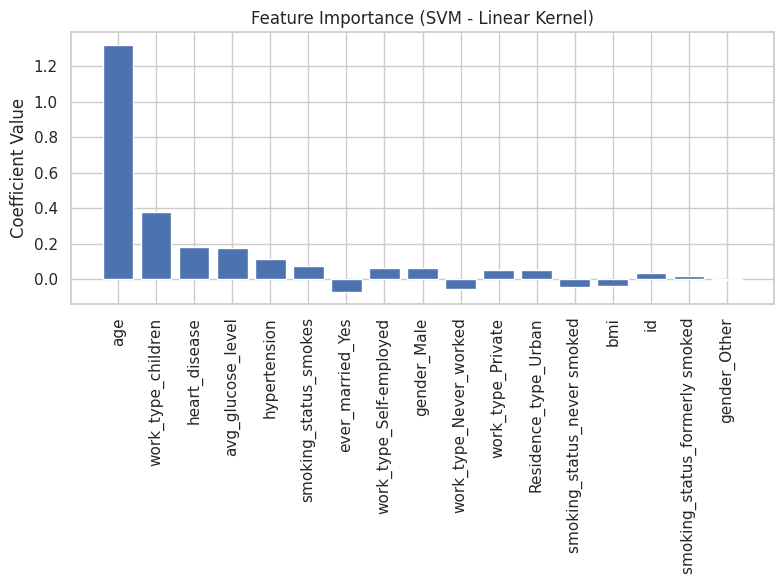 Feature Importance (SVM - Linear Kernel)
Coefficient Value
1.2
1.0
0.8
0.6
0.4
0.2
0.0
age
work_type_children
heart_disease
avg_glucose_level
hypertension
smoking_status_smokes
ever_married_Yes
work_type_Self-employed
gender_Male
work_type_Never_worked
work_type_Private
Residence_type_Urban
smoking_status_never smoked
bmi
id
smoking_status_formerly smoked
gender_Other